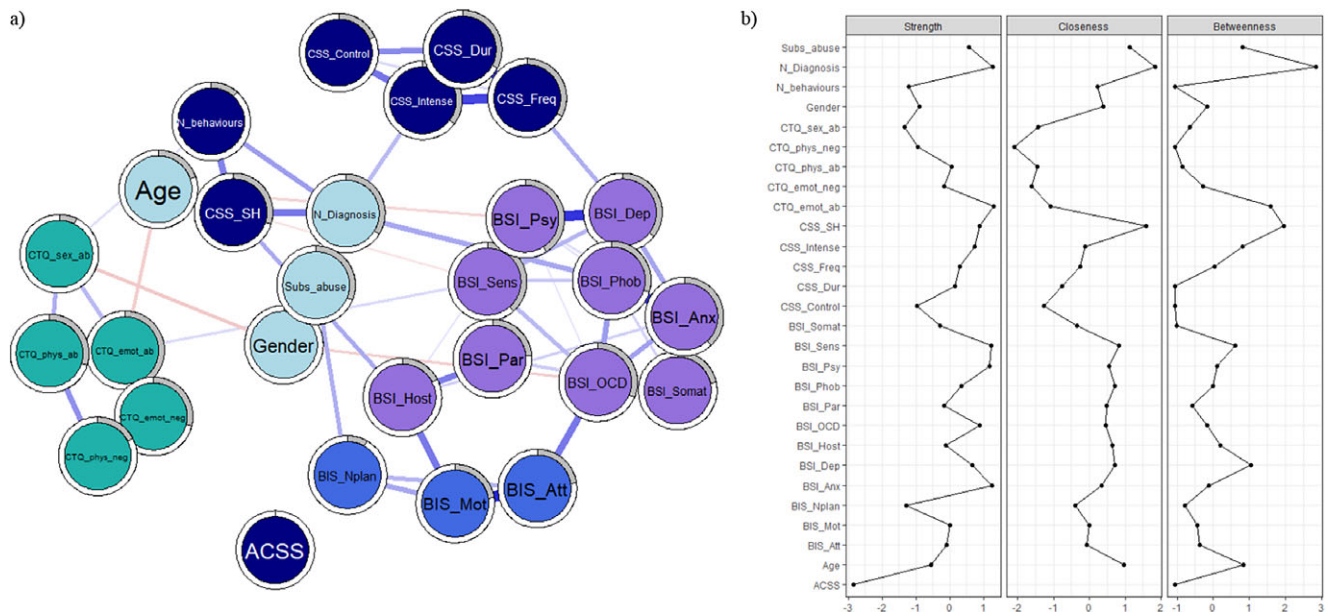 a)
CSS_Control
CSS_Dur
CSS_Intense
CSS_Freq
N_behaviours
Age
CSS_SH
N_Diagnosis
BSI_Psy
BSI_Dep
CTQ_sex_ab
Subs_abuse
BSI_Sens
BSI_Phob
BSI_Anx
Gender
CTQ_phys_ab
CTQ_emot_ab
BSI_Par
BSI_Host
BSI_OCD
BSI_Somat
CTQ_emot_neg
CTQ_phys_neg
BIS_Nplan
BIS_Mot
BIS_Att
ACSS
b)
Strength Closeness Betweenness
Subs_abuse
N_Diagnosis
N_behaviours
Gender
CTQ_sex_ab
CTQ_phys_neg
CTQ_phys_ab
CTQ_emot_neg
CTQ_emot_ab
CSS_SH
CSS_Intense
CSS_Freq
CSS_Dur
CSS_Control
BSI_Somat
BSI_Sens
BSI_Psy
BSI_Phob
BSI_Par
BSI_OCD
BSI_Host
BSI_Dep
BSI_Anx
BIS_Nplan
BIS_Mot
BIS_Att
Age
ACSS
-3 -2 -1 0 1 -2 -1 0 1 2 -1 0 1 2 3